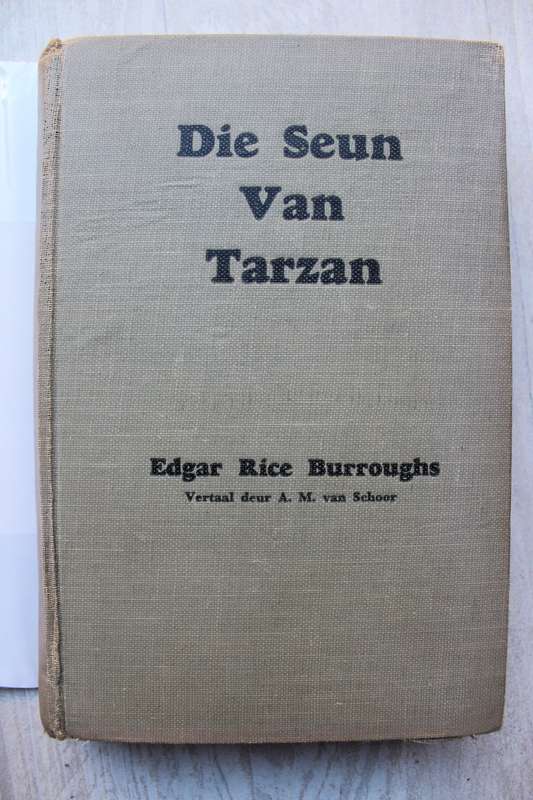 Die Seun
Van
Tarzan
Edgar Rice Burroughs
Vertaal deur A. M. van Schoor